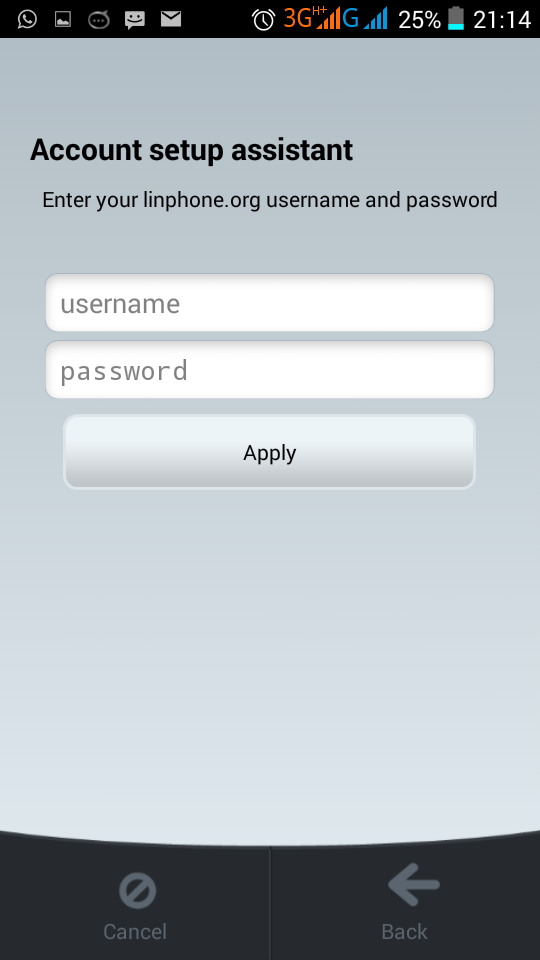 3G H+ G 25% 21:14
Account setup assistant
Enter your linphone.org username and password
username
password
Apply
Cancel Back